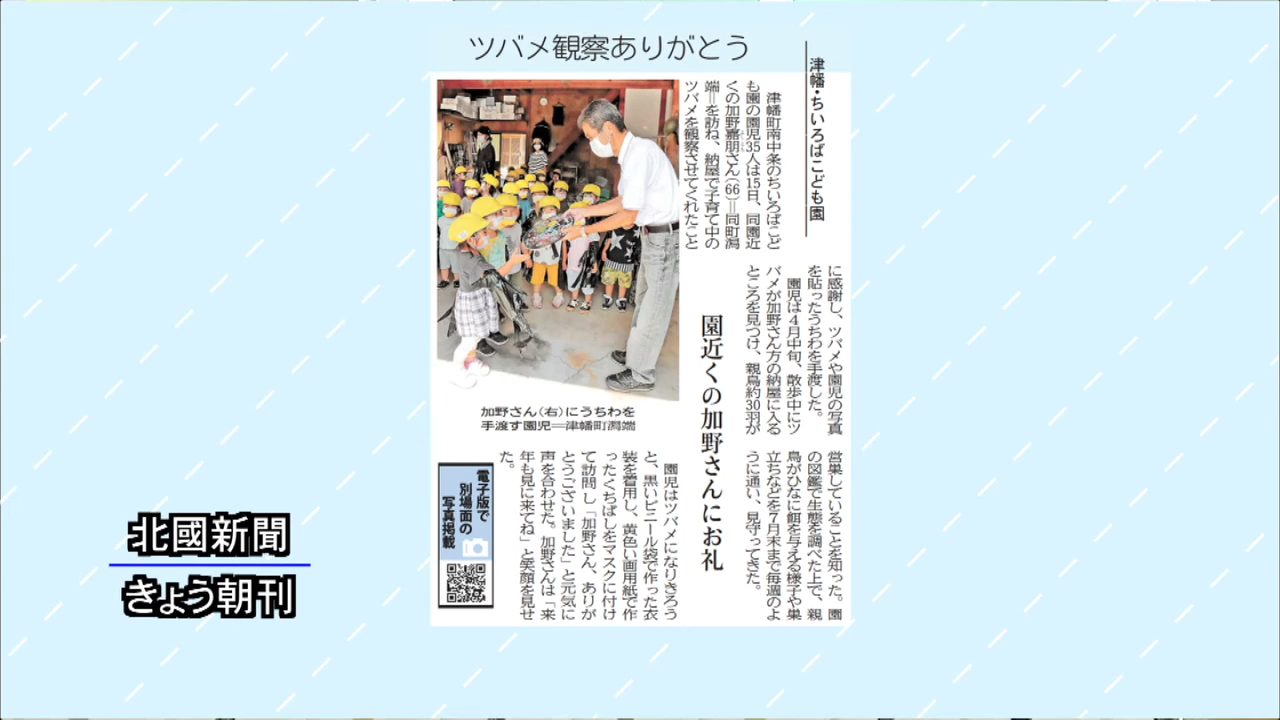 ツバメ観察ありがとう
津幡・ちいろばこども園
津幡町南中条のちいろばこど
も園の園児35人は15日、同園近
くの加野嘉朋さん(66)=同町潟
端=を訪ね、納屋で子育て中の
ツバメを観察させてくれたこと
に感謝し、ツバメや園児の写真
を貼ったうちわを手渡した。
園児は4月中旬、散歩中にツ
バメが加野さん方の納屋に入る
ところを見つけ、親鳥約30羽が
営巣していることを知った。園
の図鑑で生態を調べた上で、親
鳥がひなに餌を与える様子や巣
立ちなどを7月末まで毎週のよ
うに通い、見守ってきた。
園近くの加野さんにお礼
園児はツバメになりきろう
と、黒いビニール袋で作った衣
装を着用し、黄色い画用紙で作
ったくちばしをマスクに付け
て訪問し「加野さん、ありが
とうございました」と元気に
声を合わせた。加野さんは「来
年も見に来てね」と笑顔を見せ
た。
加野さん(右)にうちわを
手渡す園児=津幡町潟端
電子版で
別場面の
写真掲載
北國新聞
きょう朝刊